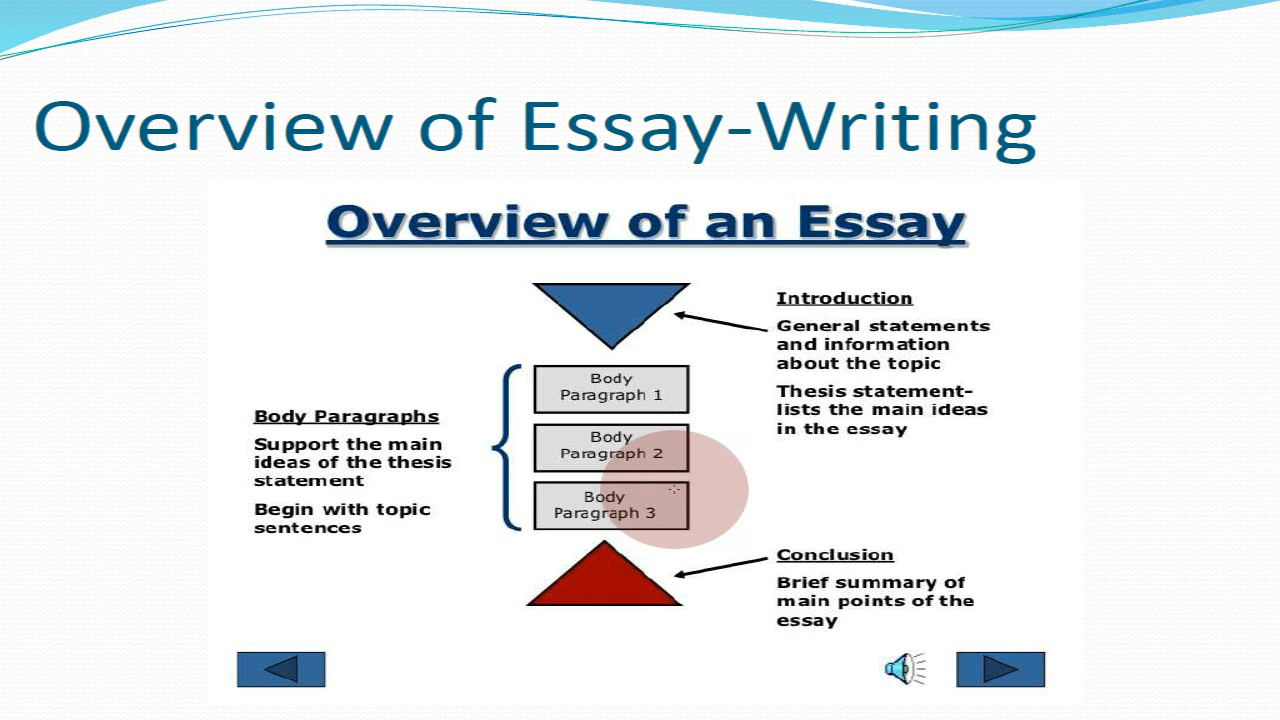 Overview of Essay-Writing
Overview of an Essay
Introduction
General statements
and information
about the topic
Thesis statement-
lists the main ideas
in the essay
Body
Paragraph 1
Body
Paragraph 2
Body
Paragraph 3
Body Paragraphs
Support the main
ideas of the thesis
statement
Begin with topic
sentences
Conclusion
Brief summary of
main points of the
essay